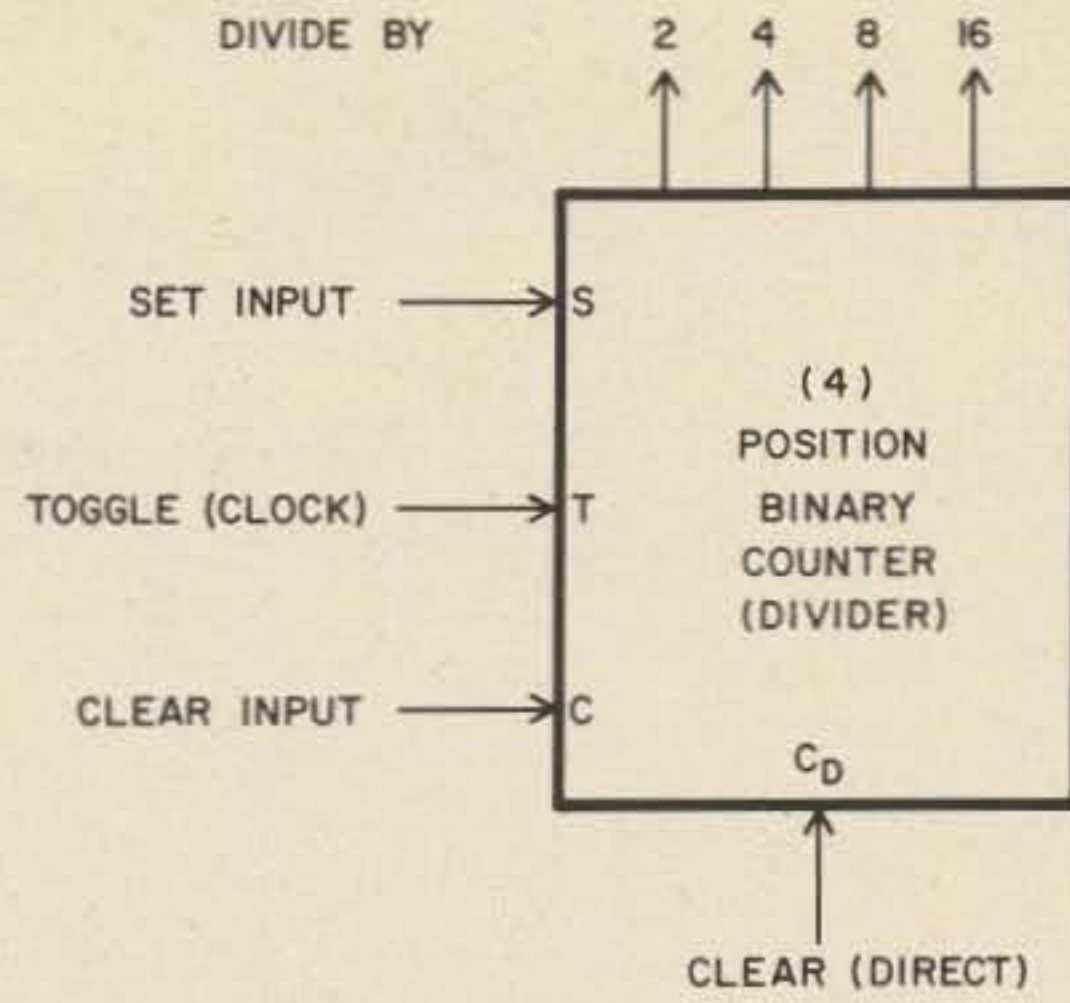 DIVIDE BY 2 4 8 16
SET INPUT S
(4)
POSITION
TOGGLE (CLOCK) T BINARY
COUNTER
(DIVIDER)
CLEAR INPUT C
CD
CLEAR (DIRECT)